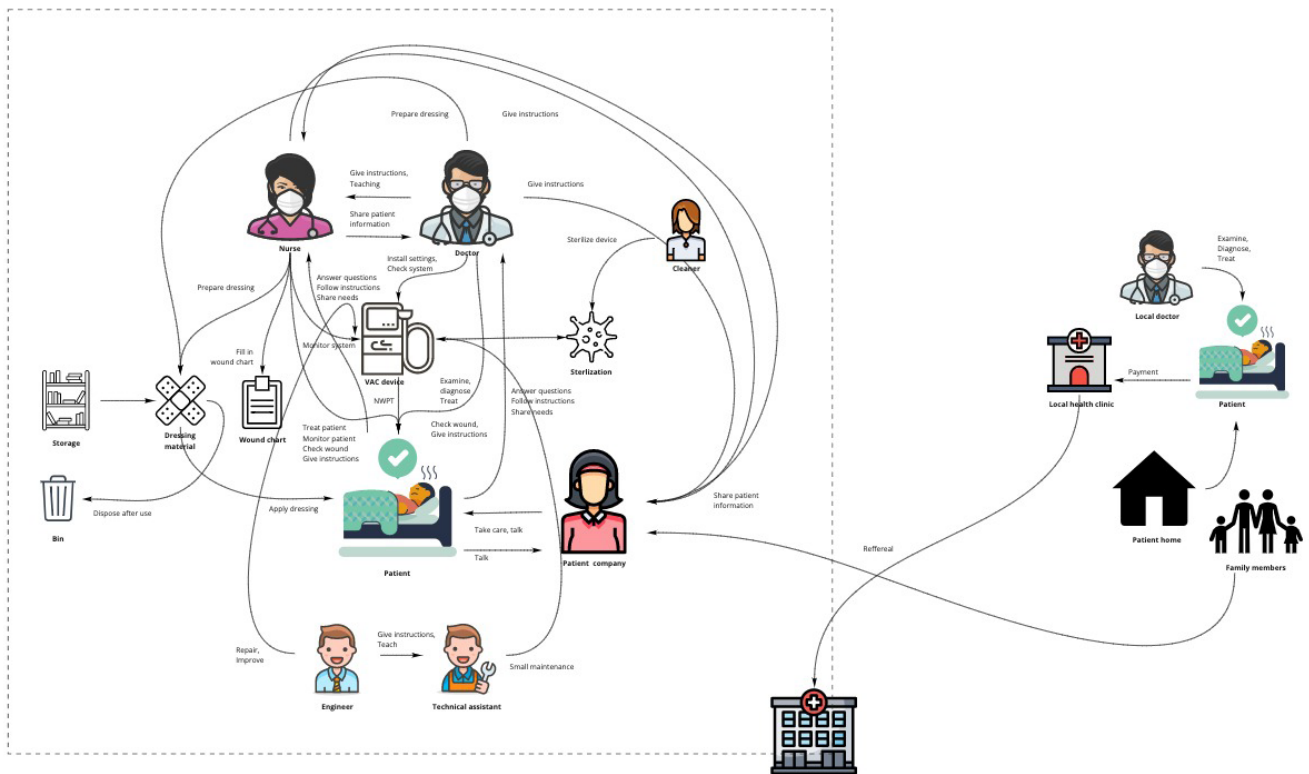 Prepare dressing
Give instructions
Give instructions,
Teaching
Give instructions
Share patient
information
Nurse
Doctor
Cleaner
Sterilize device
Install settings,
Check system
Answer questions
Follow instructions
Share needs
Prepare dressing
Monitor system
Fill in
wound chart
VAC device
Sterlization
NWPT
Examine,
diagnose
Treat
Answer questions
Follow instructions
Share needs
Storage
Dressing
material
Wound chart
Treat patient
Monitor patient
Check wound
Give instructions
Check wound,
Give instructions
Dispose after use
Bin
Apply dressing
Patient
Take care, talk
Talk
Patient company
Share patient
information
Repair,
Improve
Give instructions,
Teach
Small maintenance
Engineer
Technical assistant
Examine,
Diagnose,
Treat
Local doctor
Local health clinic
Payment
Patient
Patient home
Family members
Reffereal